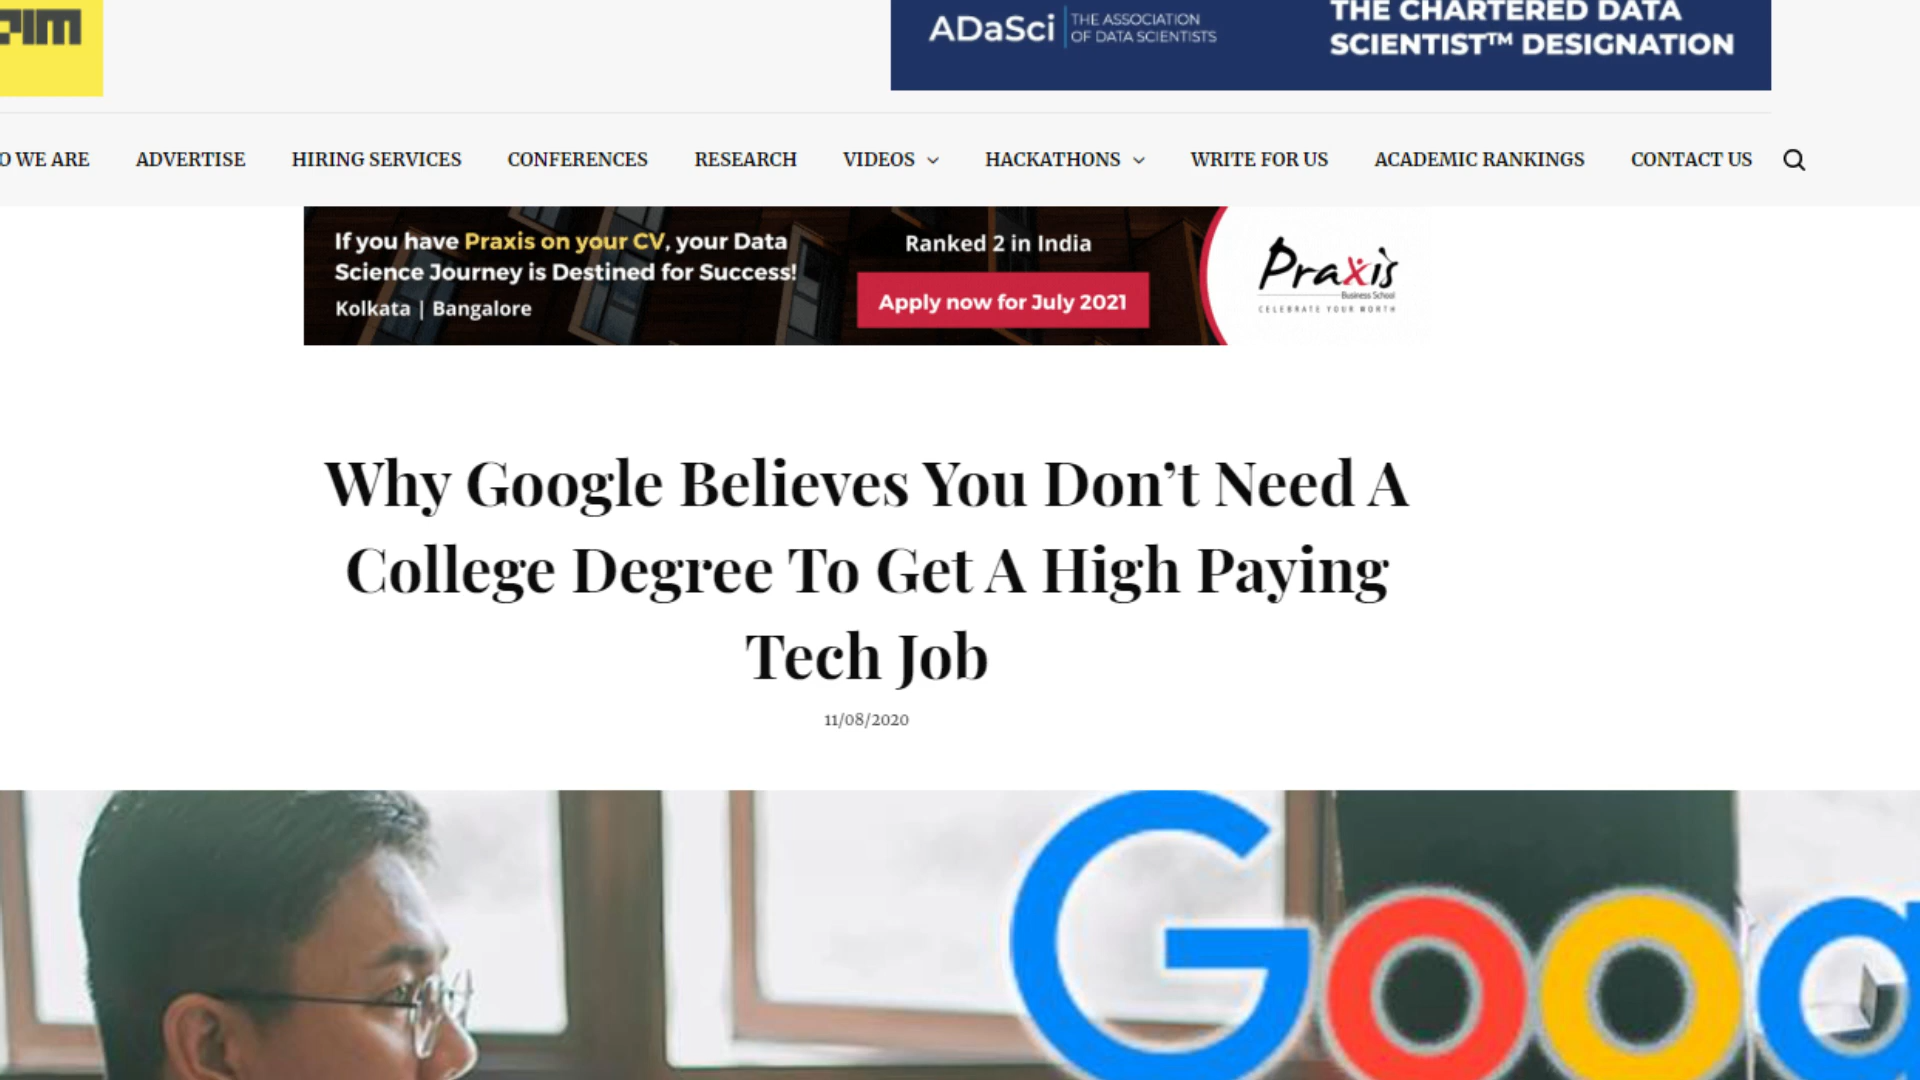 AIM
ADaSci THE ASSOCIATION
OF DATA SCIENTISTS
THE CHARTERED DATA
SCIENTIST™ DESIGNATION
O WE ARE ADVERTISE HIRING SERVICES CONFERENCES RESEARCH VIDEOS HACKATHONS WRITE FOR US ACADEMIC RANKINGS CONTACT US
If you have Praxis on your CV, your Data
Science Journey is Destined for Success!
Kolkata | Bangalore
Ranked 2 in India
Apply now for July 2021
Praxis
Business School
CELEBRATE YOUR WORTH
Why Google Believes You Don’t Need A
College Degree To Get A High Paying
Tech Job
11/08/2020
Goog